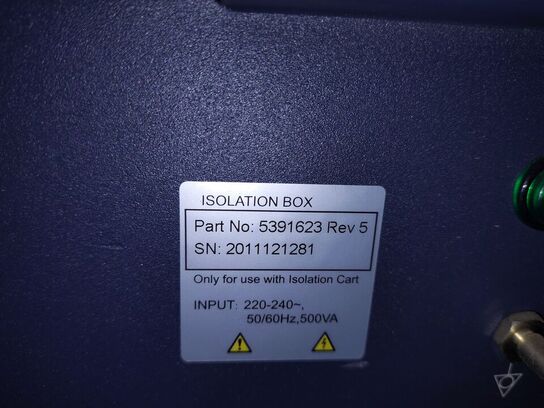 ISOLATION BOX
Part No: 5391623 Rev 5
SN: 2011121281
Only for use with Isolation Cart
INPUT: 220-240~,
50/60Hz,500VA